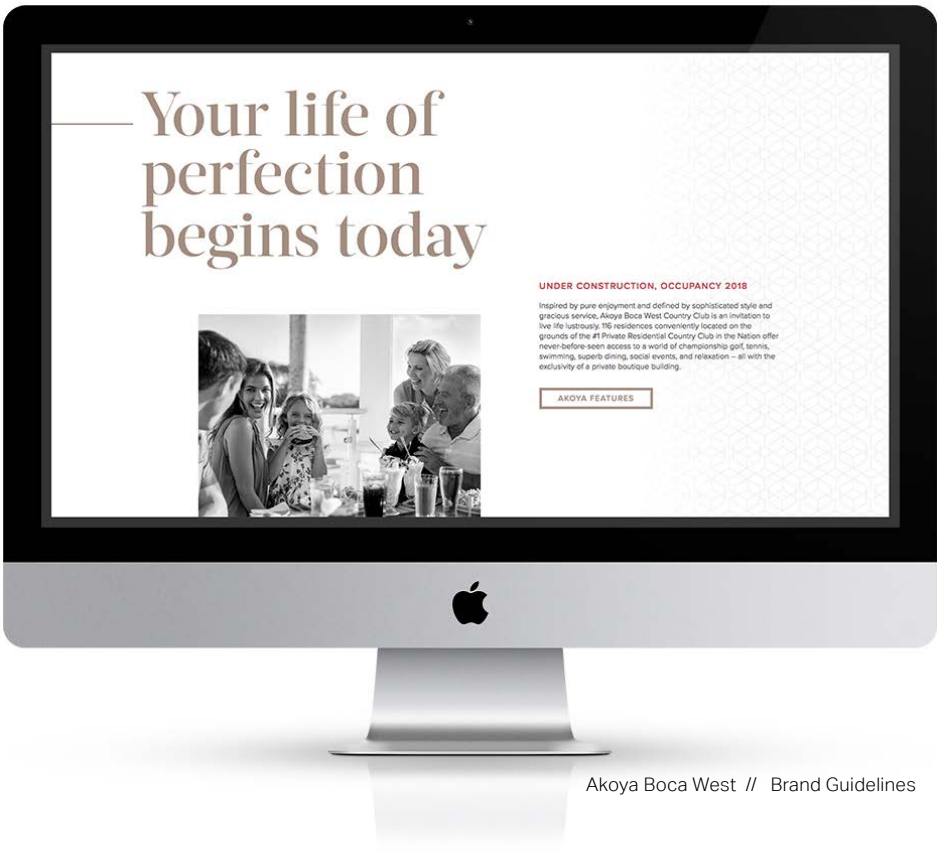 Your life of
perfection
begins today
UNDER CONSTRUCTION, OCCUPANCY 2018
Inspired by pure enjoyment and defined by sophisticated style and
gracious service, Akoya Boca West Country Club is an invitation to
live life lustrously. 116 residences conveniently located on the
grounds of the #1 Private Residential Country Club in the Nation offer
never-before-seen access to a world of championship golf, tennis,
swimming, superb dining, social events, and relaxation – all with the
exclusivity of a private boutique building.
AKOYA FEATURES
Akoya Boca West // Brand Guidelines